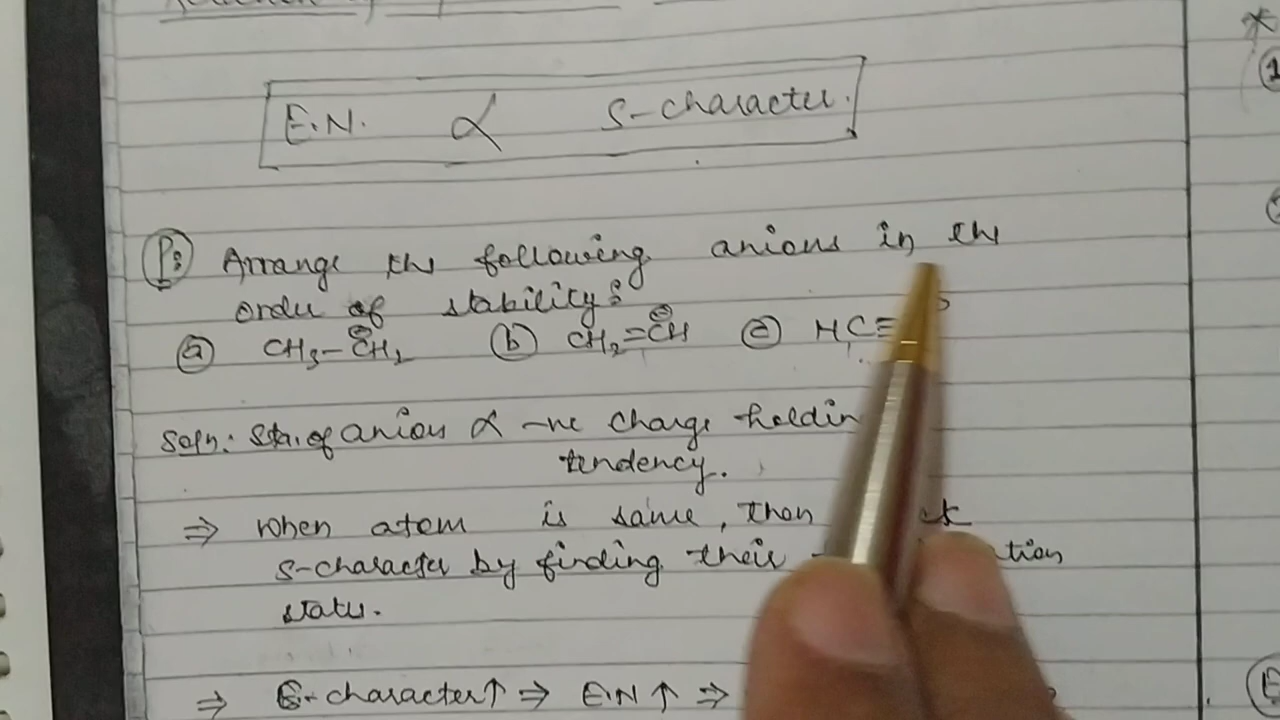 E.N. ∝ S-character.
P: Arrange the following anions in the
order of stability:
(a) CH3-C̈H2 (b) CH2=C̈H (c) HC≡
Soln: Sta. of anion ∝ -ve charge holdin
tendency.
⇒ When atom is same, then
s-character by finding their
state.
⇒ S-character↑ ⇒ E.N↑ ⇒